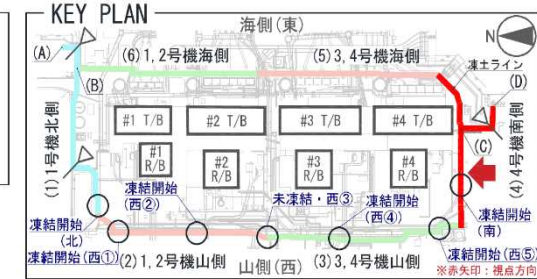 KEY PLAN
海側(東)
N
(A)
(B)
(6)1,2号機海側
(5)3,4号機海側
凍土ライン
(D)
(1)1号機北側
#1 T/B
#2 T/B
#3 T/B
#4 T/B
(C)
(4)4号機南側
#1
R/B
#2
R/B
#3
R/B
#4
R/B
凍結開始
(西②)
未凍結・西③
凍結開始
(西④)
凍結開始
(南)
凍結開始
(北)
凍結開始(西①)
(2)1,2号機山側
山側(西)
(3)3,4号機山側
凍結開始(西⑤)
※赤矢印:視点方向